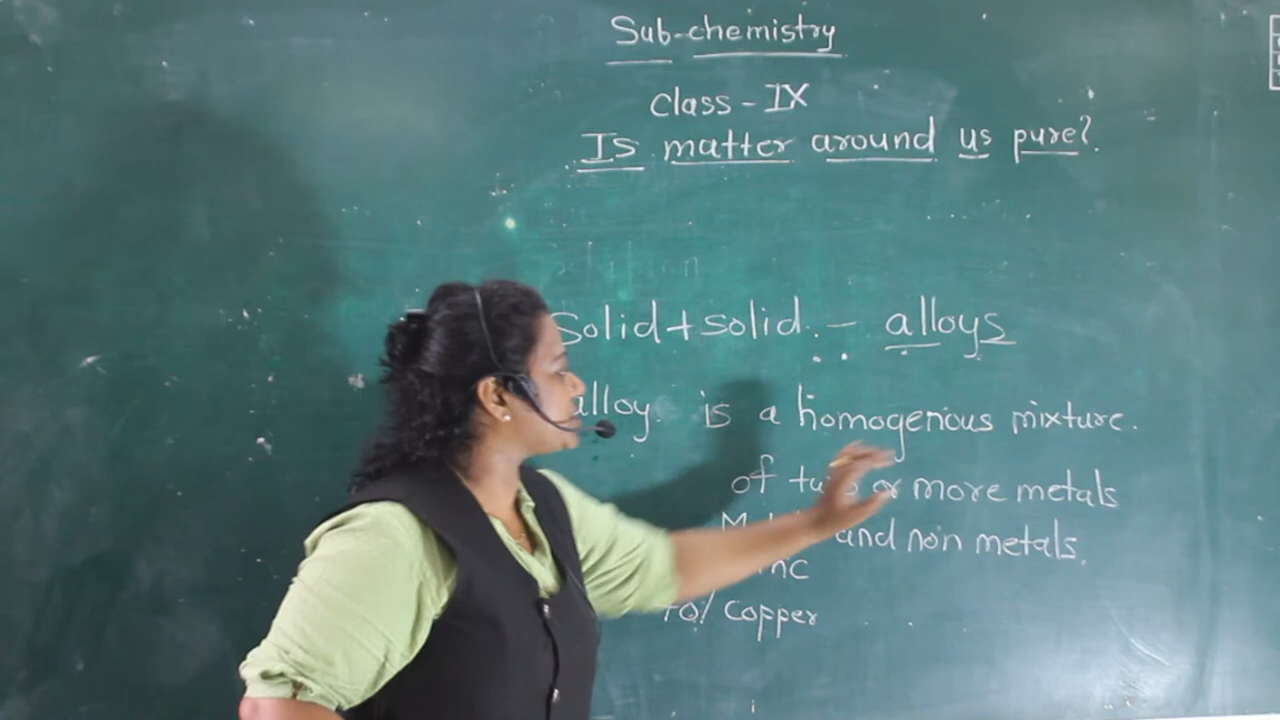 Sub-chemistry
Class-IX
Is matter around us pure?
Solid+solid:- alloys
alloy is a homogenious mixture.
of two or more metals
and non metals.
70% Copper